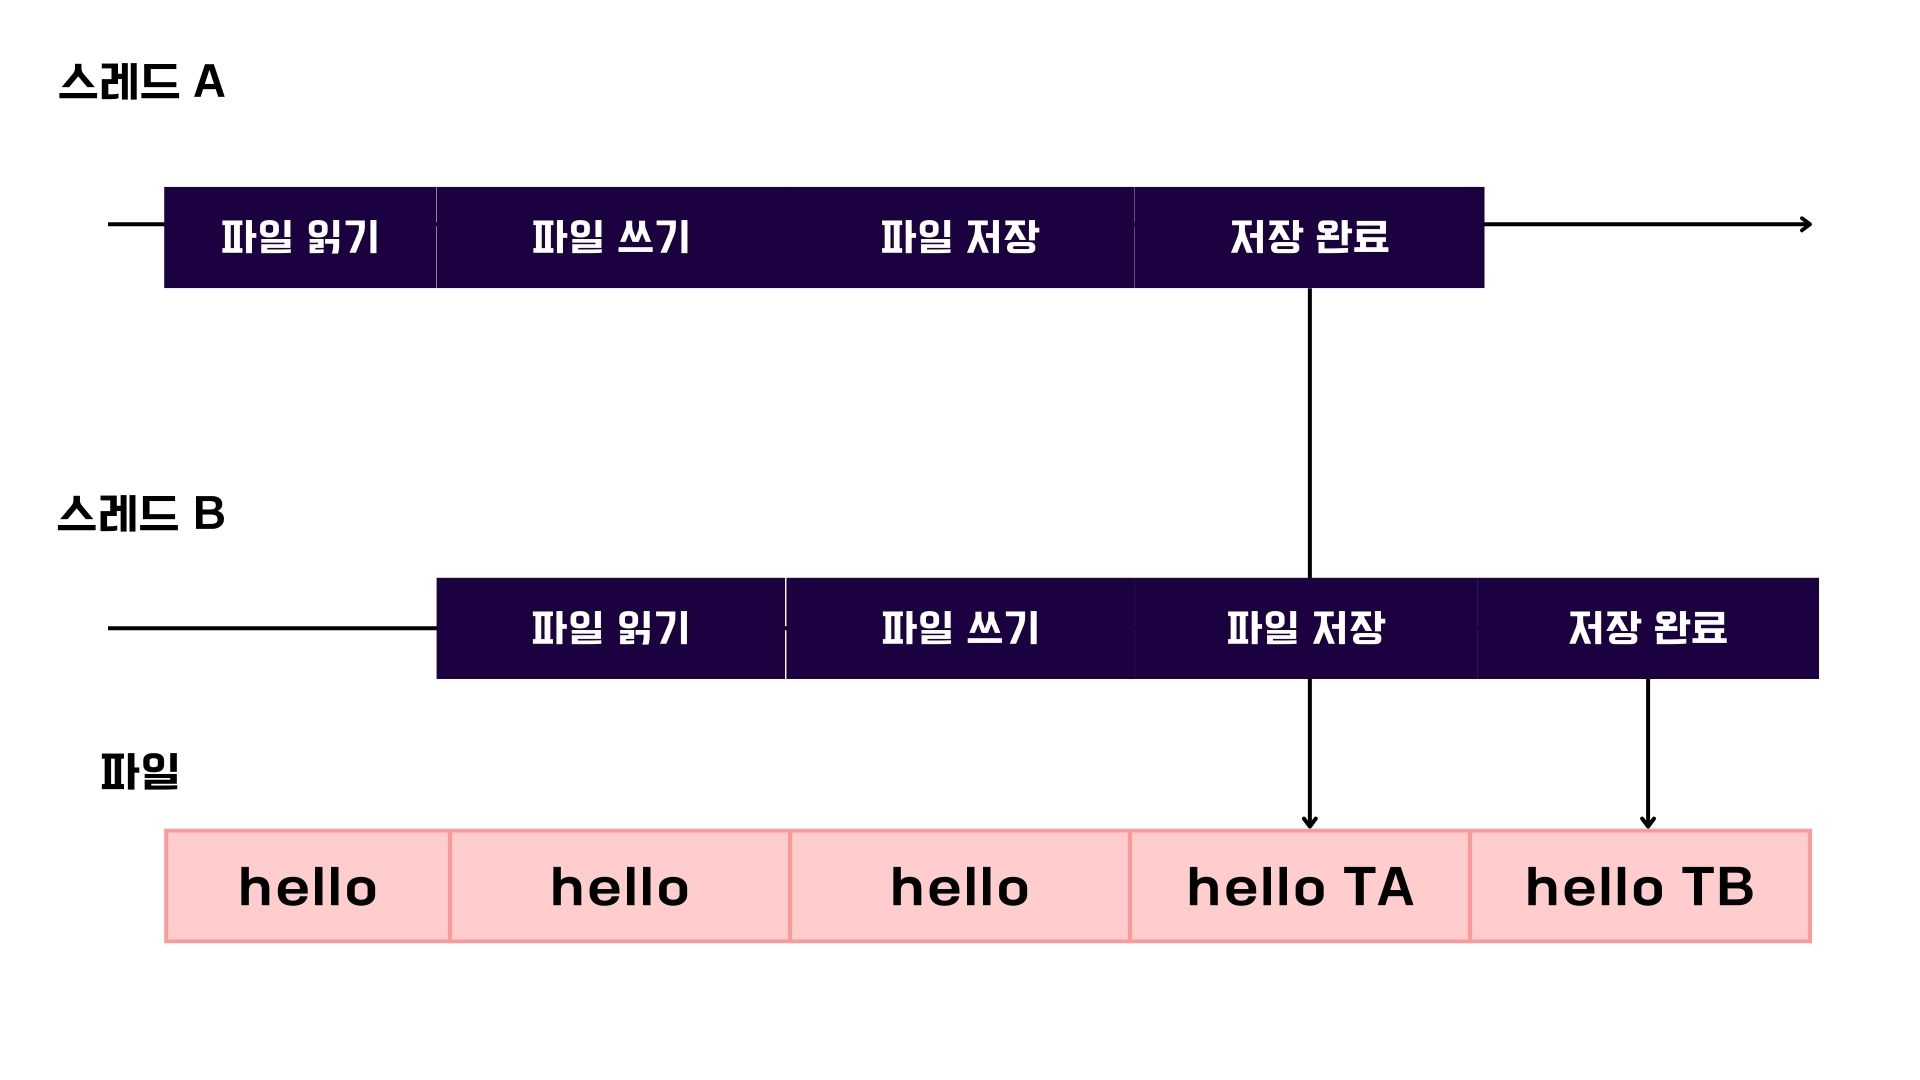 스레드 A
파일 읽기 파일 쓰기 파일 저장 저장 완료
스레드 B
파일 읽기 파일 쓰기 파일 저장 저장 완료
파일
hello hello hello hello TA hello TB